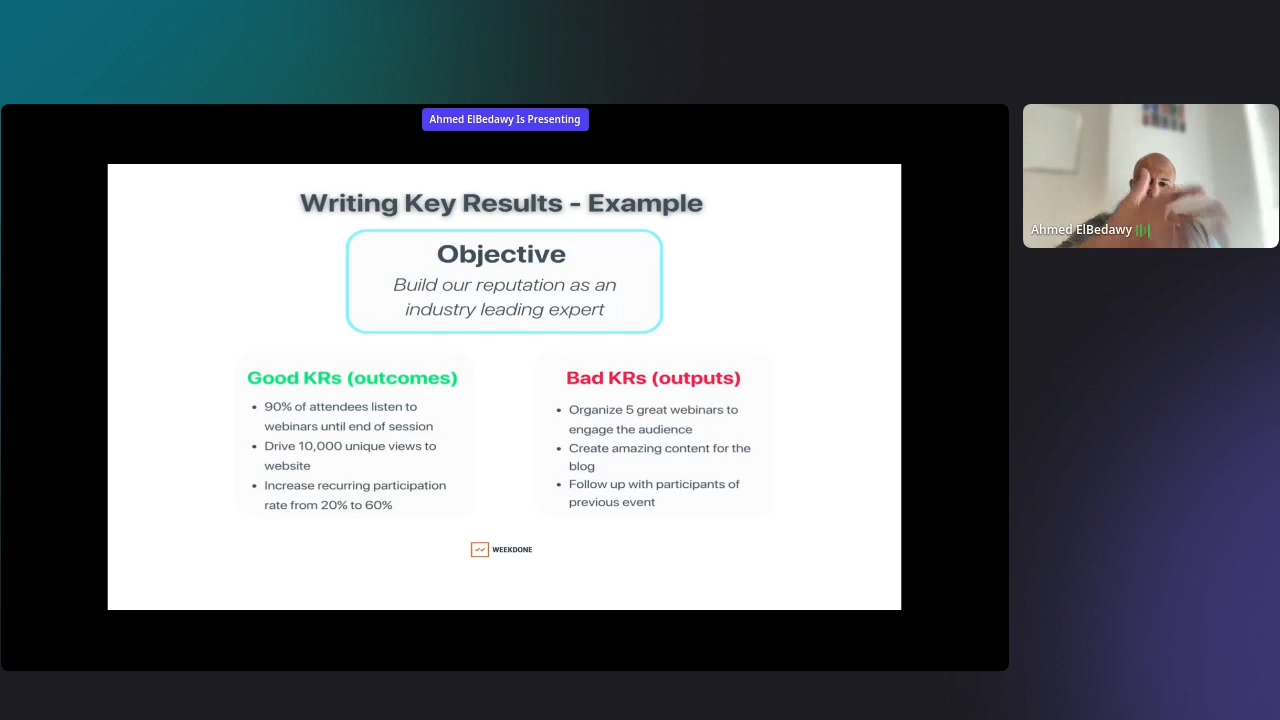 Ahmed ElBedawy Is Presenting
Writing Key Results - Example
Objective
Build our reputation as an
industry leading expert
Good KRs (outcomes)
• 90% of attendees listen to
webinars until end of session
• Drive 10,000 unique views to
website
• Increase recurring participation
rate from 20% to 60%
Bad KRs (outputs)
• Organize 5 great webinars to
engage the audience
• Create amazing content for the
blog
• Follow up with participants of
previous event
WEEKDONE
Ahmed ElBedawy